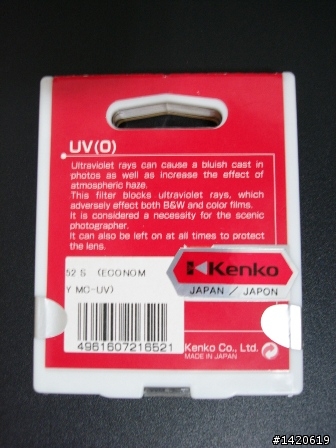 UV(0)
Ultraviolet rays can cause a bluish cast in
photos as well as increase the effect of
atmospheric haze.
This filter blocks ultraviolet rays, which
adversely effect both B&W and color films.
It is considered a necessity for the scenic
photographer.
It can also be left on at all times to protect
the lens.
52 S (ECONOM
Y MC-UV)
4961607216521
Kenko
JAPAN / JAPON
Kenko Co., Ltd.
MADE IN JAPAN
#1420619